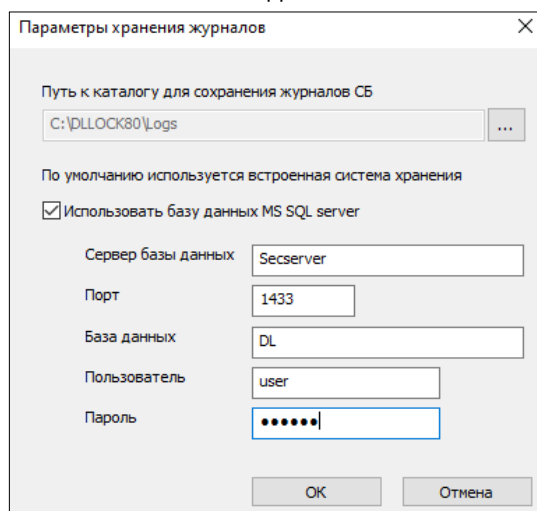 Параметры хранения журналов
Путь к каталогу для сохранения журналов СБ
C:\DLLOCK80\Logs
...
По умолчанию используется встроенная система хранения
Использовать базу данных MS SQL server
Сервер базы данных Secserver
Порт 1433
База данных DL
Пользователь user
Пароль ••••••
ОК Отмена